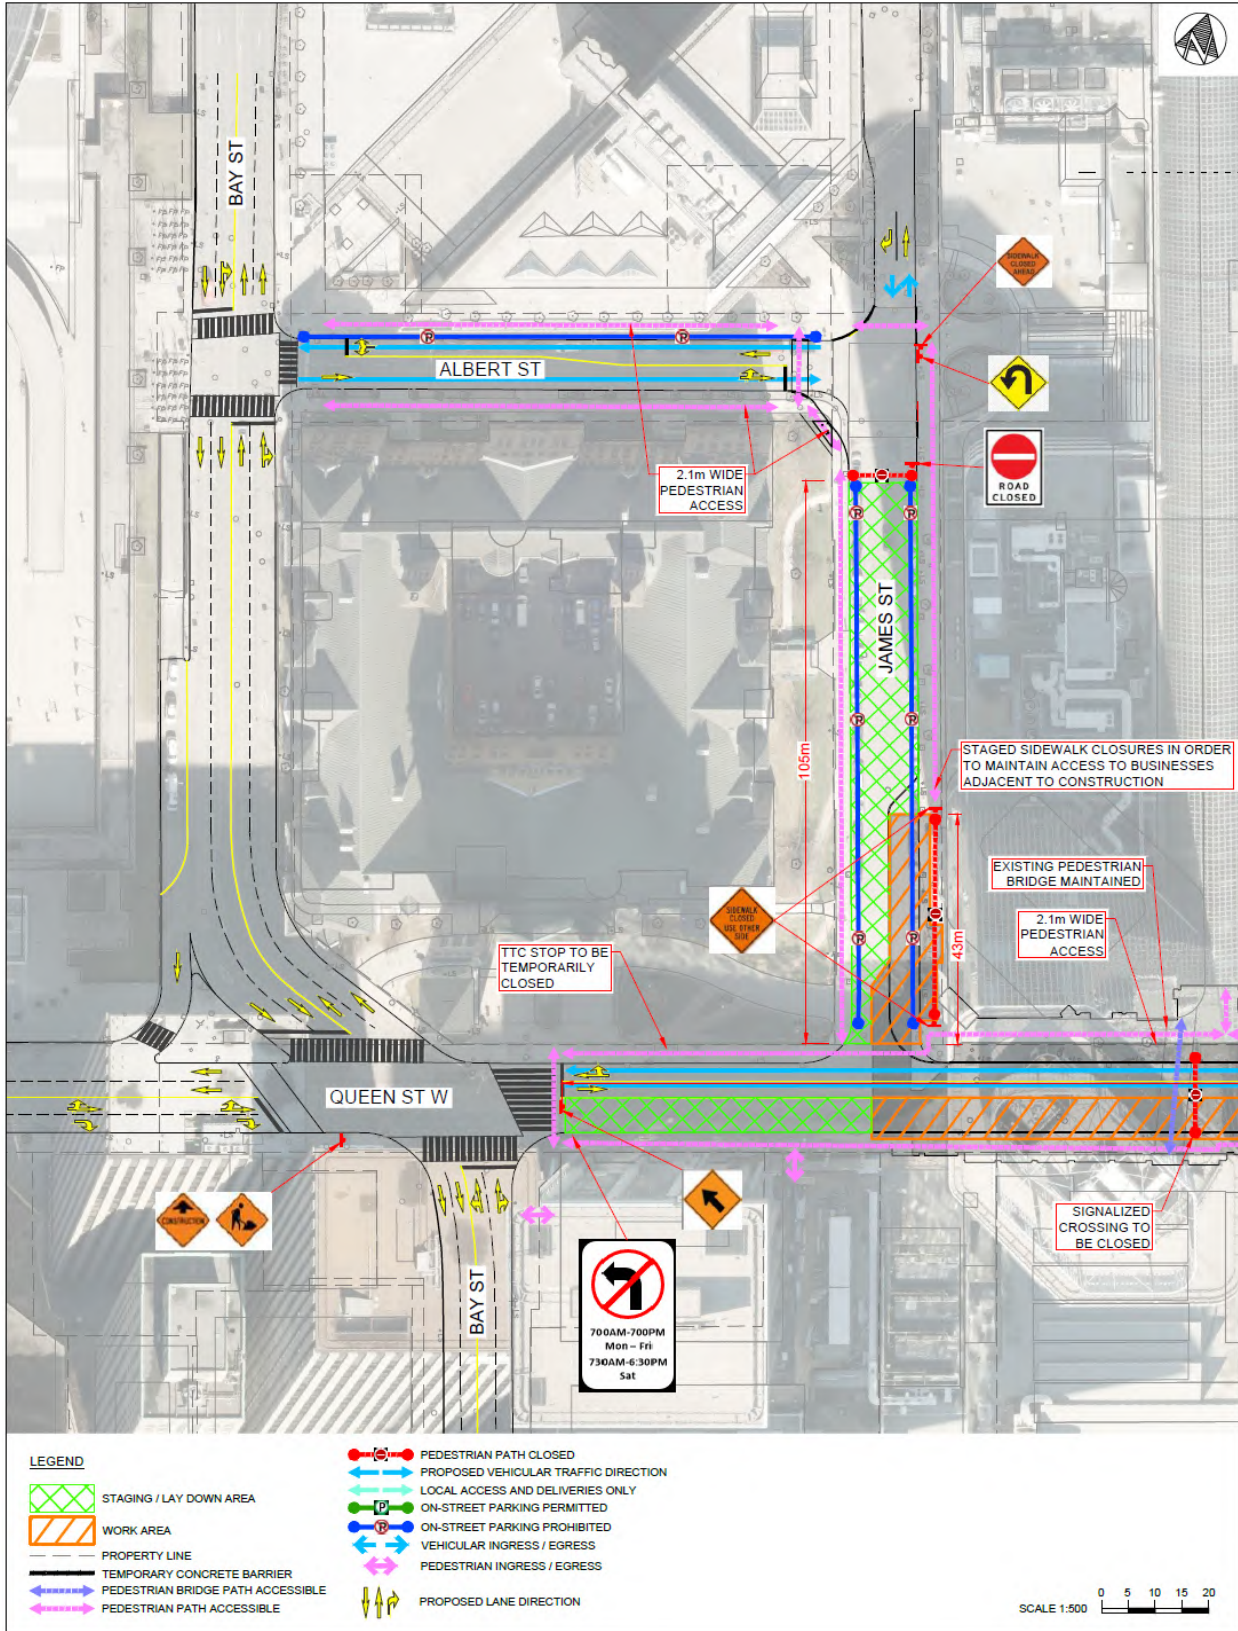 BAY ST
SIDEWALK
CLOSED
AHEAD
ALBERT ST
2.1m WIDE
PEDESTRIAN
ACCESS
ROAD
CLOSED
JAMES ST
105m
STAGED SIDEWALK CLOSURES IN ORDER
TO MAINTAIN ACCESS TO BUSINESSES
ADJACENT TO CONSTRUCTION
EXISTING PEDESTRIAN
BRIDGE MAINTAINED
SIDEWALK
CLOSED
USE OTHER
SIDE
43m
2.1m WIDE
PEDESTRIAN
ACCESS
TTC STOP TO BE
TEMPORARILY
CLOSED
QUEEN ST W
CONSTRUCTION
SIGNALIZED
CROSSING TO
BE CLOSED
BAY ST
700AM-700PM
Mon – Fri
730AM-6:30PM
Sat
LEGEND
STAGING / LAY DOWN AREA
WORK AREA
PROPERTY LINE
TEMPORARY CONCRETE BARRIER
PEDESTRIAN BRIDGE PATH ACCESSIBLE
PEDESTRIAN PATH ACCESSIBLE
PEDESTRIAN PATH CLOSED
PROPOSED VEHICULAR TRAFFIC DIRECTION
LOCAL ACCESS AND DELIVERIES ONLY
P
ON-STREET PARKING PERMITTED
ON-STREET PARKING PROHIBITED
VEHICULAR INGRESS / EGRESS
PEDESTRIAN INGRESS / EGRESS
PROPOSED LANE DIRECTION
SCALE 1:500
0 5 10 15 20